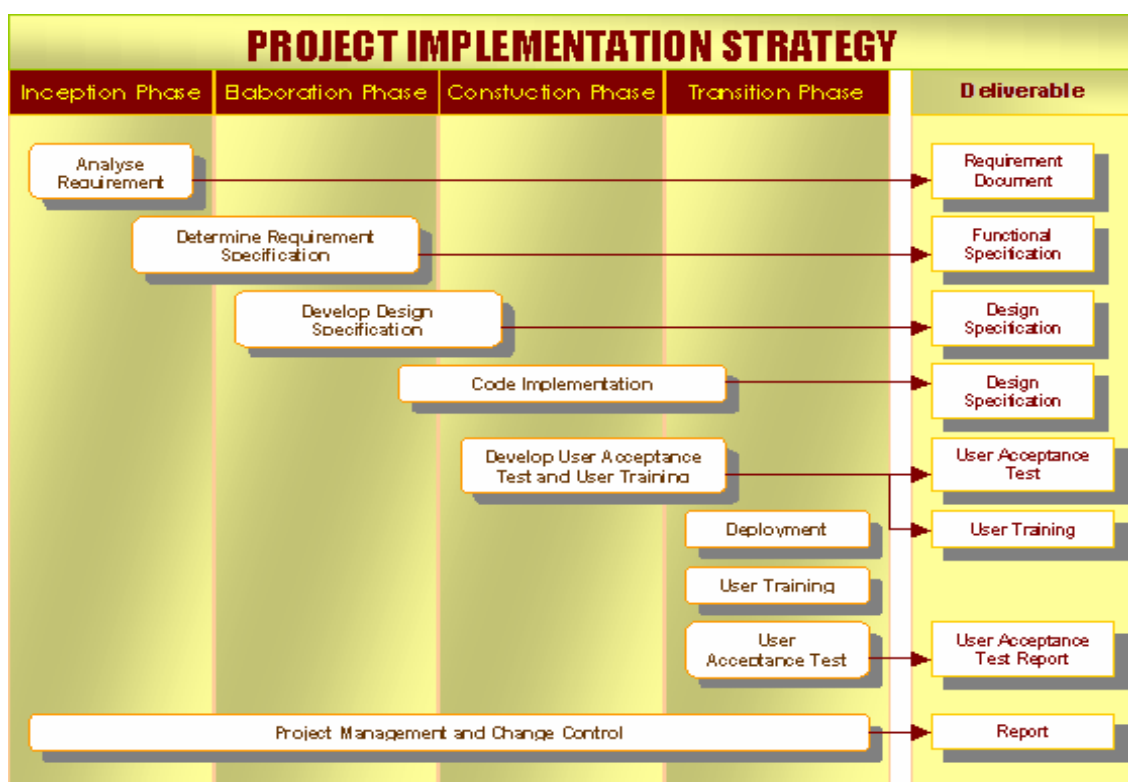 PROJECT IMPLEMENTATION STRATEGY
Inception Phase
Elaboration Phase
Constuction Phase
Transition Phase
Deliverable
Analyse
Requirement
Requirement
Document
Determine Requirement
Specification
Functional
Specification
Develop Design
Specification
Design
Specification
Code Implementation
Design
Specification
Develop User Acceptance
Test and User Training
User Acceptance
Test
Deployment
User Training
User Training
User
Acceptance Test
User Acceptance
Test Report
Project Management and Change Control
Report